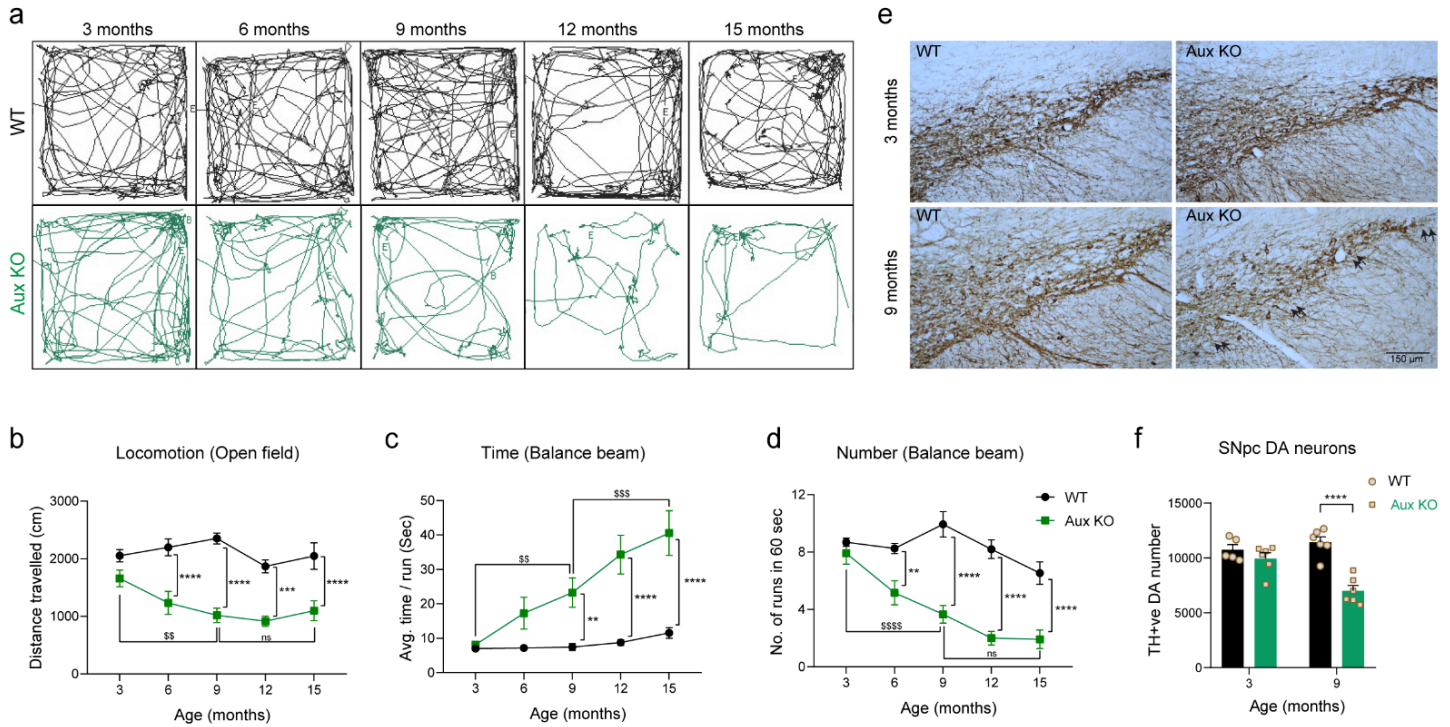 a
3 months
6 months
9 months
12 months
15 months
WT
Aux KO
E
E
E
E
E
B
E
E
E
B
E
E
e
WT
Aux KO
3 months
WT
Aux KO
9 months
150 µm
b
Locomotion (Open field)
Distance travelled (cm)
3000
2000
1000
0
****
****
***
****
$$
ns
3 6 9 12 15
Age (months)
c
Time (Balance beam)
Avg. time / run (Sec)
50
40
30
20
10
0
$$$
$$
**
****
****
3 6 9 12 15
Age (months)
d
Number (Balance beam)
No. of runs in 60 sec
12
8
4
0
WT
Aux KO
**
****
****
****
$$$$
ns
3 6 9 12 15
Age (months)
f
SNpc DA neurons
TH+ve DA number
15000
10000
5000
0
WT
Aux KO
****
3 9
Age (months)